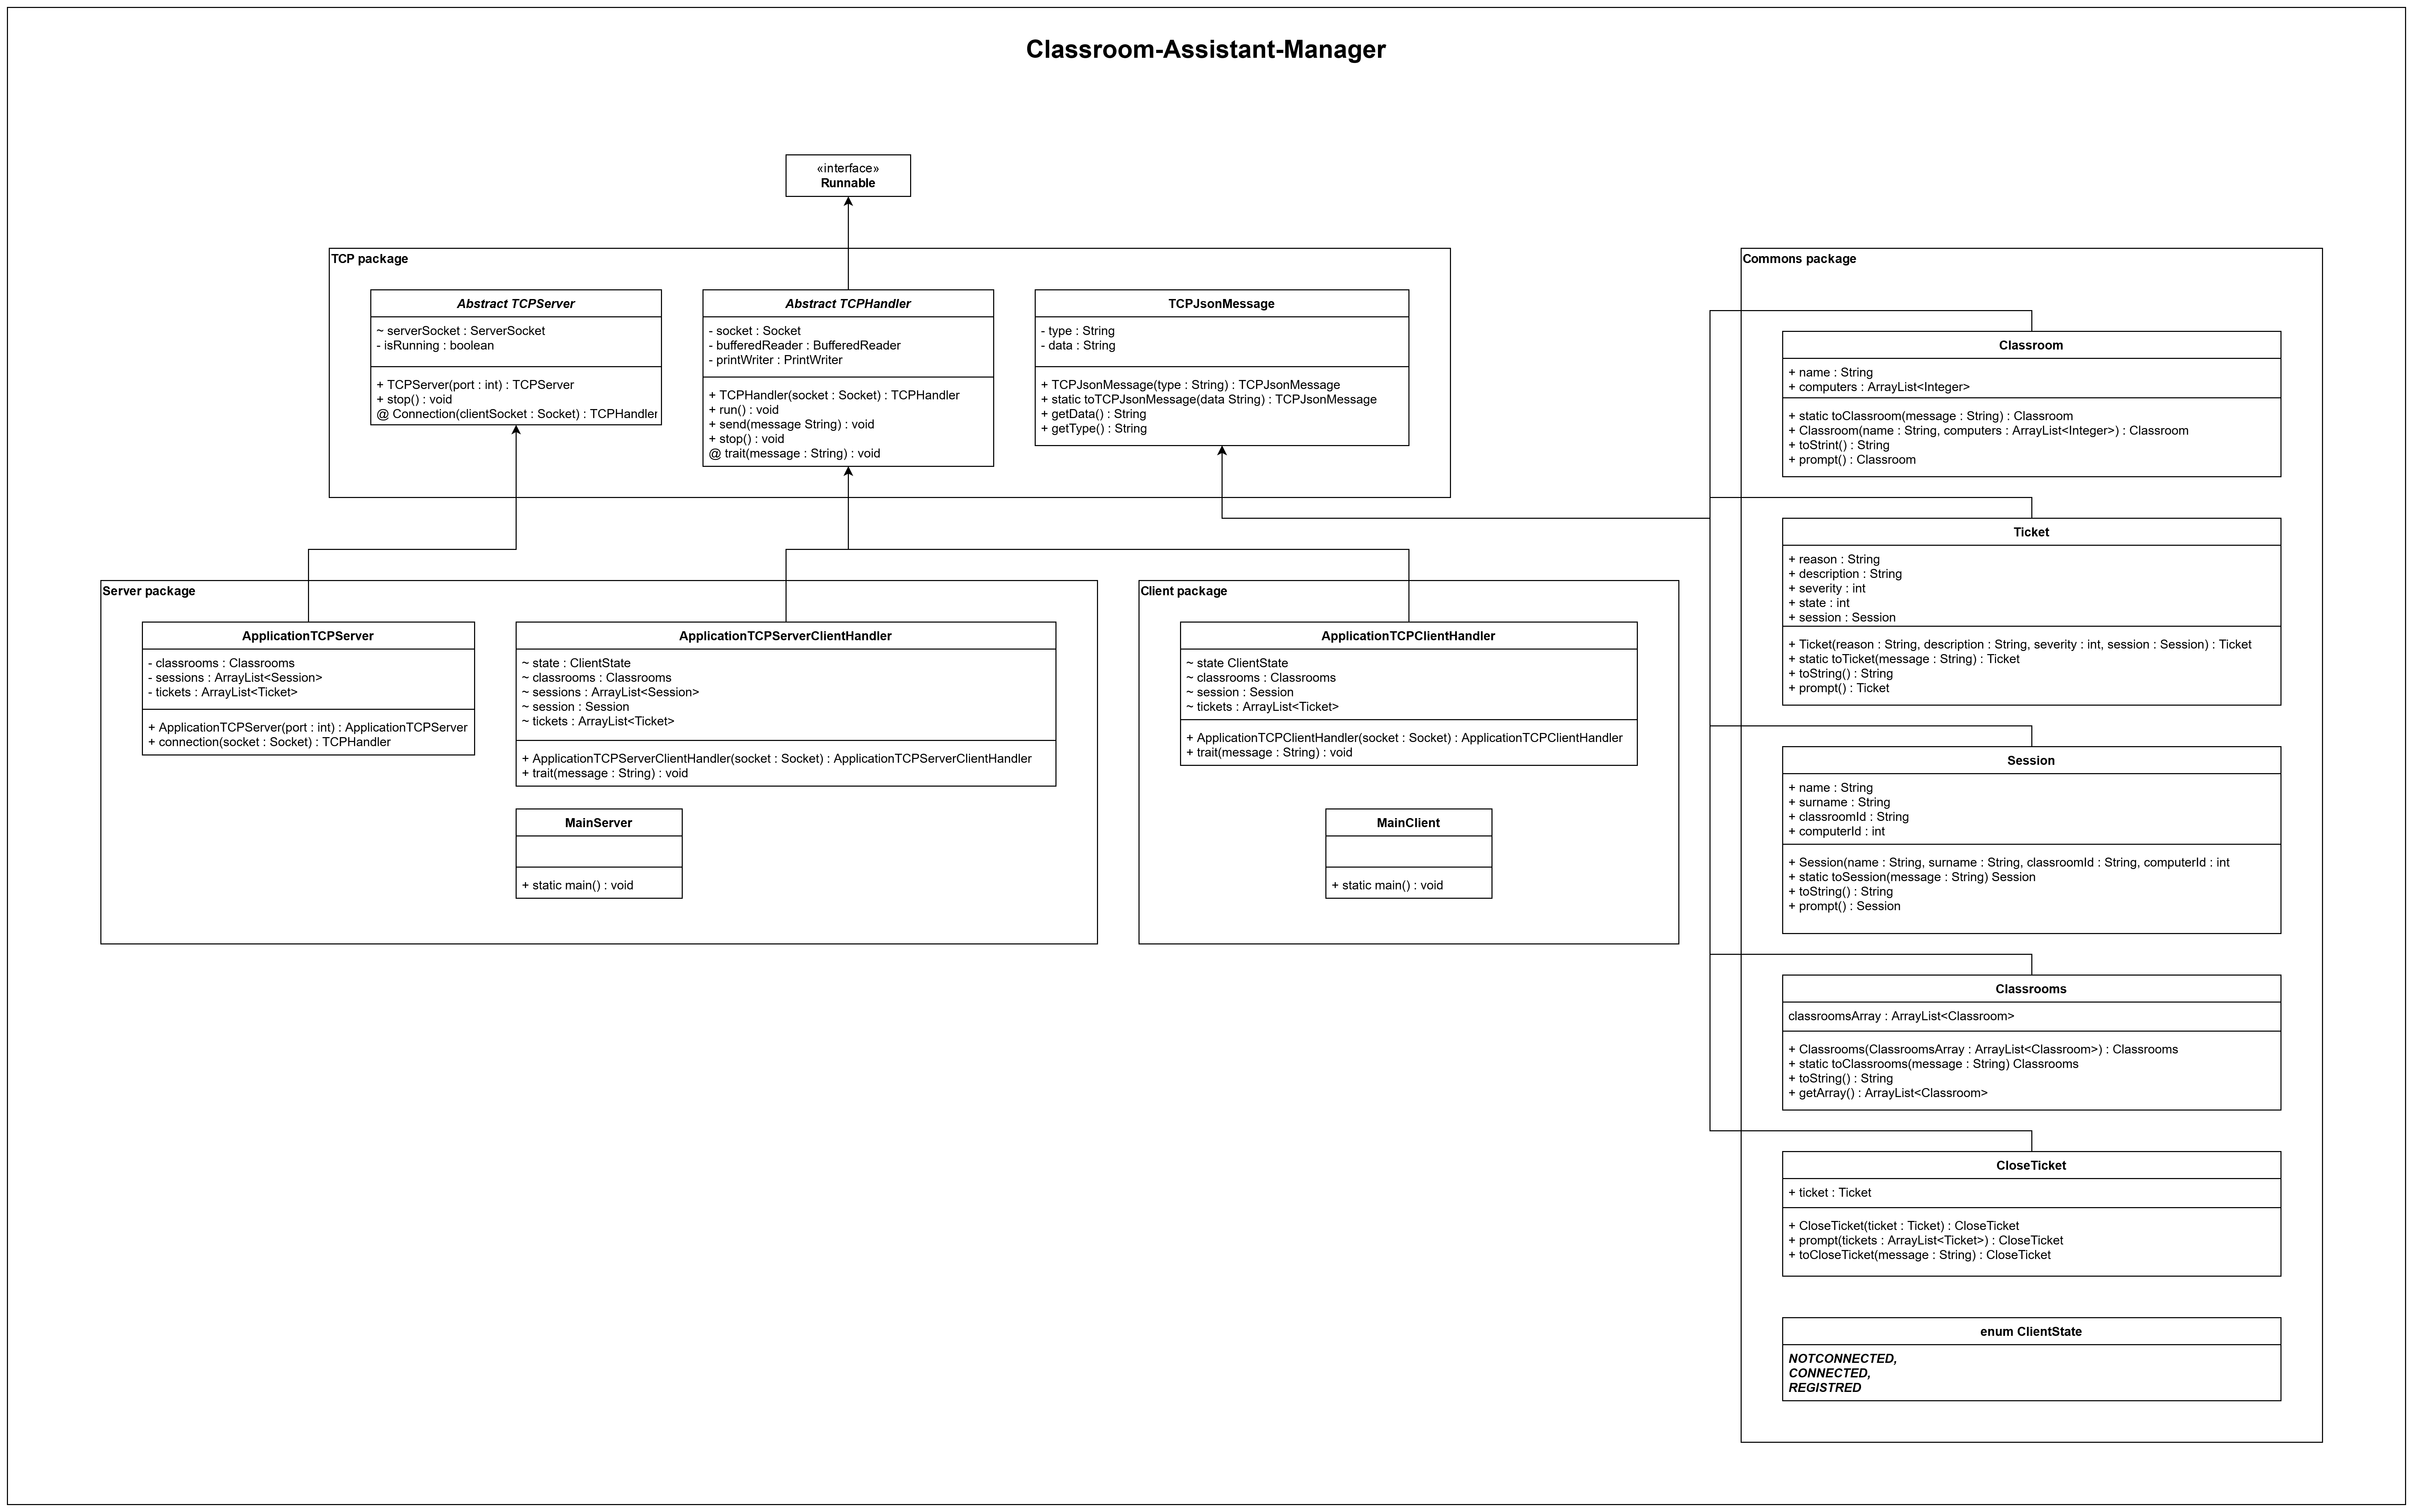 Classroom-Assistant-Manager
«interface»
Runnable
TCP package
Abstract TCPServer
~ serverSocket : ServerSocket
- isRunning : boolean
+ TCPServer(port : int) : TCPServer
+ stop() : void
@ Connection(clientSocket : Socket) : TCPHandler
Abstract TCPHandler
- socket : Socket
- bufferedReader : BufferedReader
- printWriter : PrintWriter
+ TCPHandler(socket : Socket) : TCPHandler
+ run() : void
+ send(message String) : void
+ stop() : void
@ trait(message : String) : void
TCPJsonMessage
- type : String
- data : String
+ TCPJsonMessage(type : String) : TCPJsonMessage
+ static toTCPJsonMessage(data String) : TCPJsonMessage
+ getData() : String
+ getType() : String
Server package
ApplicationTCPServer
- classrooms : Classrooms
- sessions : ArrayList<Session>
- tickets : ArrayList<Ticket>
+ ApplicationTCPServer(port : int) : ApplicationTCPServer
+ connection(socket : Socket) : TCPHandler
ApplicationTCPServerClientHandler
~ state : ClientState
~ classrooms : Classrooms
~ sessions : ArrayList<Session>
~ session : Session
~ tickets : ArrayList<Ticket>
+ ApplicationTCPServerClientHandler(socket : Socket) : ApplicationTCPServerClientHandler
+ trait(message : String) : void
MainServer
+ static main() : void
Client package
ApplicationTCPClientHandler
~ state ClientState
~ classrooms : Classrooms
~ session : Session
~ tickets : ArrayList<Ticket>
+ ApplicationTCPClientHandler(socket : Socket) : ApplicationTCPClientHandler
+ trait(message : String) : void
MainClient
+ static main() : void
Commons package
Classroom
+ name : String
+ computers : ArrayList<Integer>
+ static toClassroom(message : String) : Classroom
+ Classroom(name : String, computers : ArrayList<Integer>) : Classroom
+ toStrint() : String
+ prompt() : Classroom
Ticket
+ reason : String
+ description : String
+ severity : int
+ state : int
+ session : Session
+ Ticket(reason : String, description : String, severity : int, session : Session) : Ticket
+ static toTicket(message : String) : Ticket
+ toString() : String
+ prompt() : Ticket
Session
+ name : String
+ surname : String
+ classroomId : String
+ computerId : int
+ Session(name : String, surname : String, classroomId : String, computerId : int
+ static toSession(message : String) Session
+ toString() : String
+ prompt() : Session
Classrooms
classroomsArray : ArrayList<Classroom>
+ Classrooms(ClassroomsArray : ArrayList<Classroom>) : Classrooms
+ static toClassrooms(message : String) Classrooms
+ toString() : String
+ getArray() : ArrayList<Classroom>
CloseTicket
+ ticket : Ticket
+ CloseTicket(ticket : Ticket) : CloseTicket
+ prompt(tickets : ArrayList<Ticket>) : CloseTicket
+ toCloseTicket(message : String) : CloseTicket
enum ClientState
NOTCONNECTED,
CONNECTED,
REGISTRED